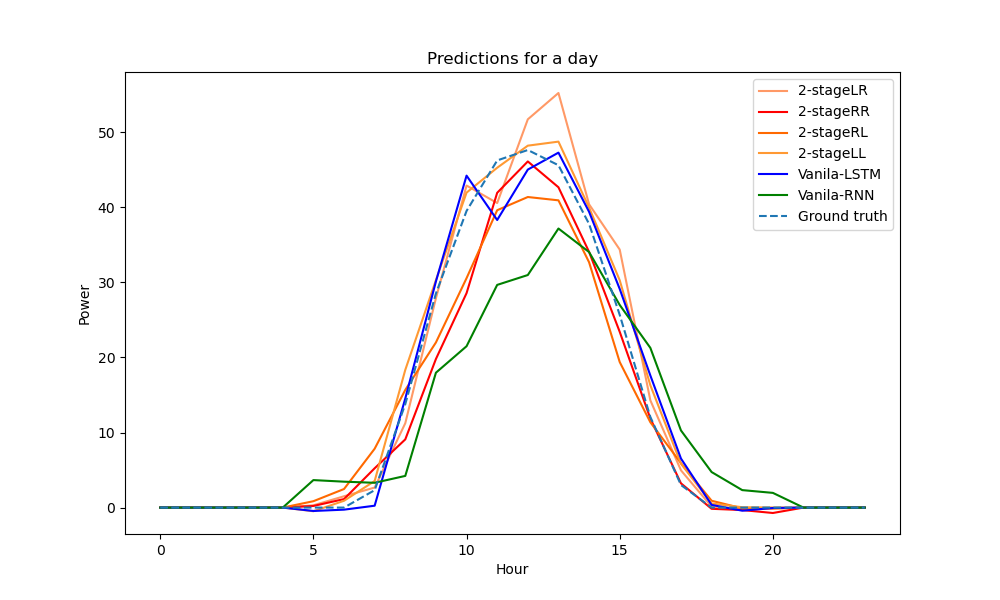 Predictions for a day
2-stageLR
2-stageRR
2-stageRL
2-stageLL
Vanila-LSTM
Vanila-RNN
Ground truth
Power
50
40
30
20
10
0
0 5 10 15 20
Hour